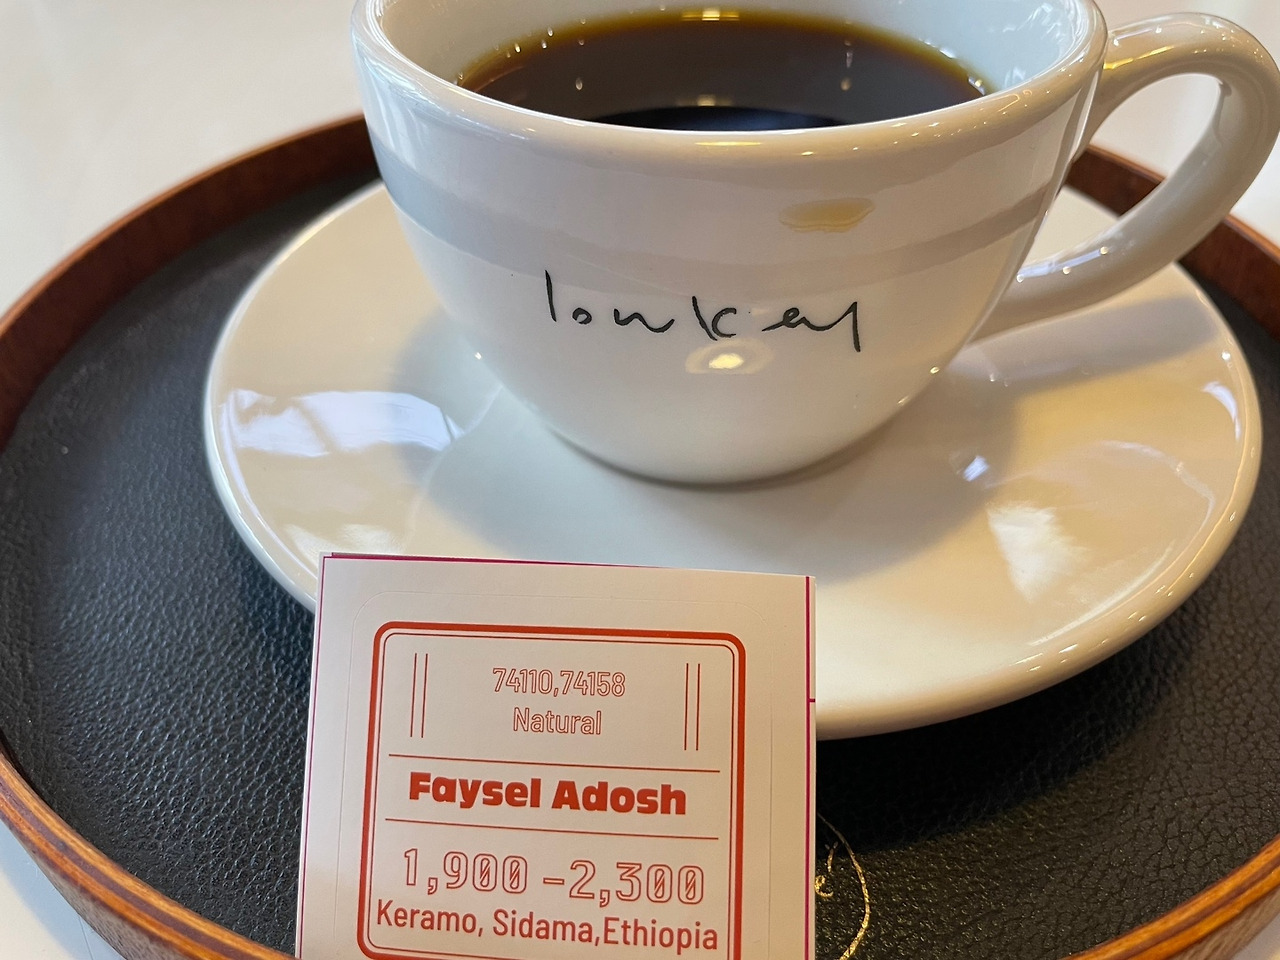 lowkey
74110,74158
Natural
Faysel Adosh
1,900 -2,300
Keramo, Sidama,Ethiopia